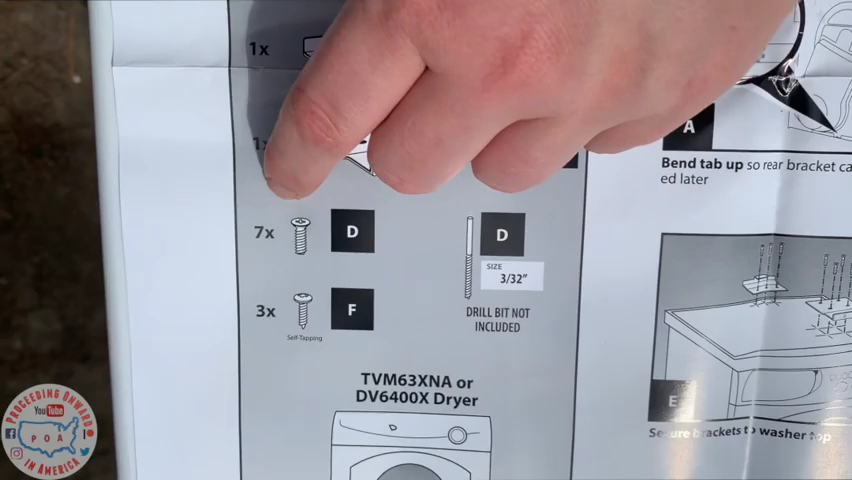 1x
1x
7x
D
D
SIZE
3/32"
3x
F
Self-Tapping
DRILL BIT NOT
INCLUDED
TVM63XNA or
DV6400X Dryer
A
Bend tab up so rear bracket ca
ed later
E
Secure brackets to washer top
PROCEEDING ONWARD
YouTube
POA
IN AMERICA